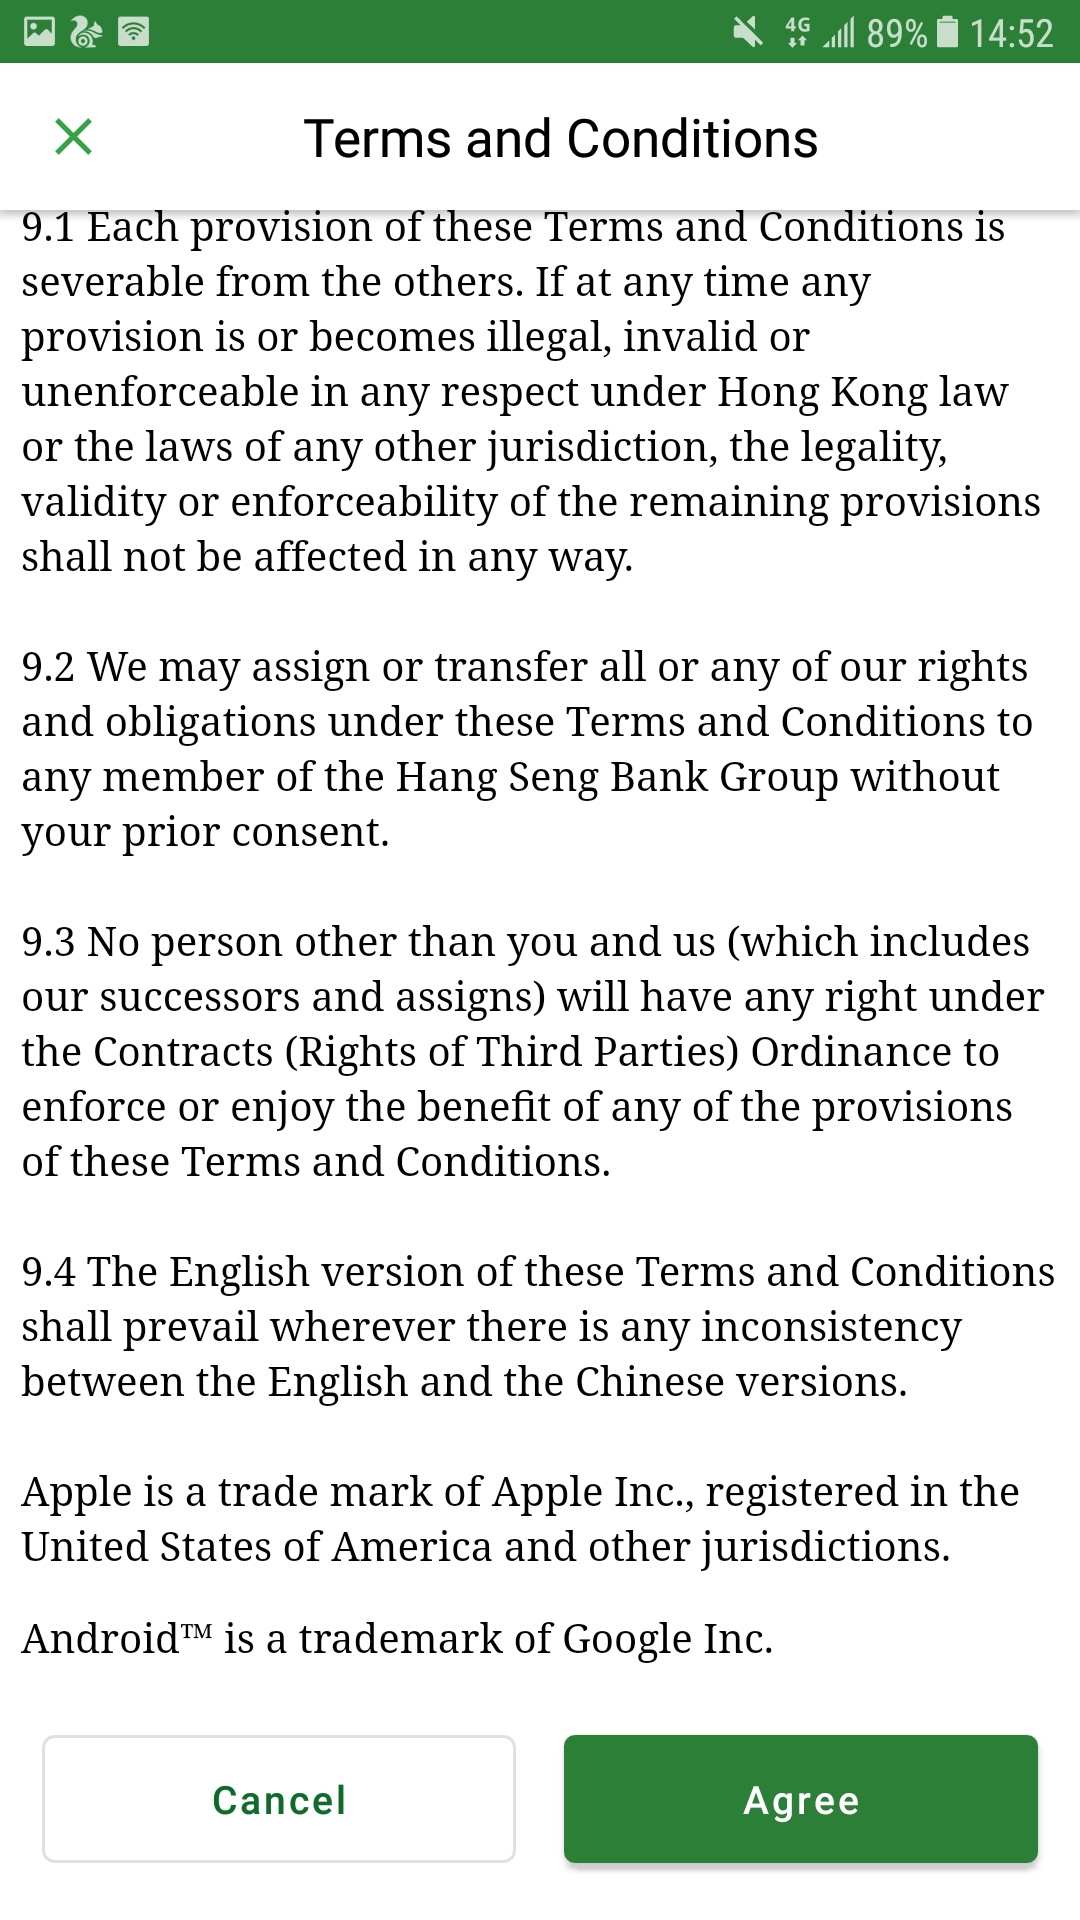 4G 89% 14:52
Terms and Conditions
9.1 Each provision of these Terms and Conditions is
severable from the others. If at any time any
provision is or becomes illegal, invalid or
unenforceable in any respect under Hong Kong law
or the laws of any other jurisdiction, the legality,
validity or enforceability of the remaining provisions
shall not be affected in any way.
9.2 We may assign or transfer all or any of our rights
and obligations under these Terms and Conditions to
any member of the Hang Seng Bank Group without
your prior consent.
9.3 No person other than you and us (which includes
our successors and assigns) will have any right under
the Contracts (Rights of Third Parties) Ordinance to
enforce or enjoy the benefit of any of the provisions
of these Terms and Conditions.
9.4 The English version of these Terms and Conditions
shall prevail wherever there is any inconsistency
between the English and the Chinese versions.
Apple is a trade mark of Apple Inc., registered in the
United States of America and other jurisdictions.
Android™ is a trademark of Google Inc.
Cancel Agree